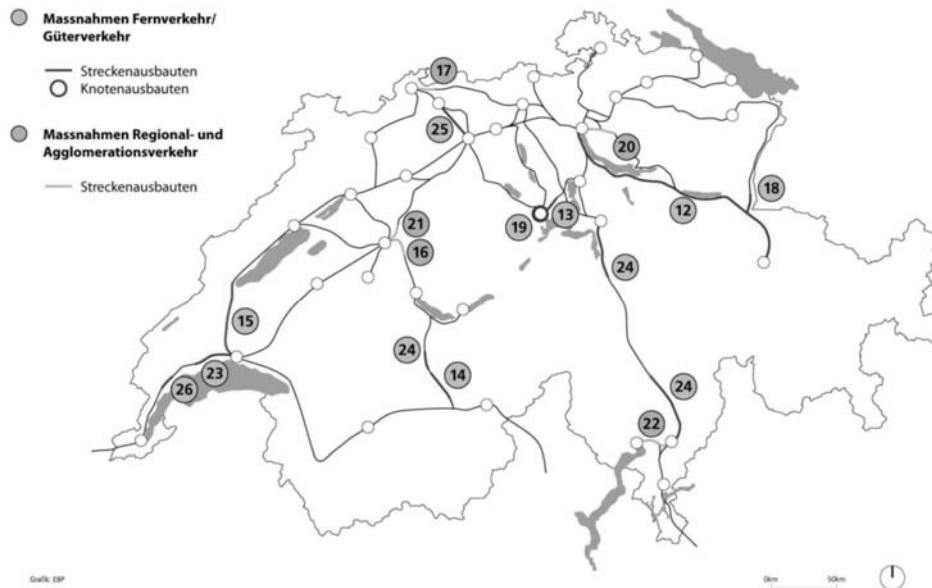 Massnahmen Fernverkehr/
Güterverkehr
Streckenausbauten
Knotenausbauten
Massnahmen Regional- und
Agglomerationsverkehr
Streckenausbauten
17
25
20
18
12
13
19
21
16
24
15
24
14
23
26
24
22
Grafik: EBP
0km 50km